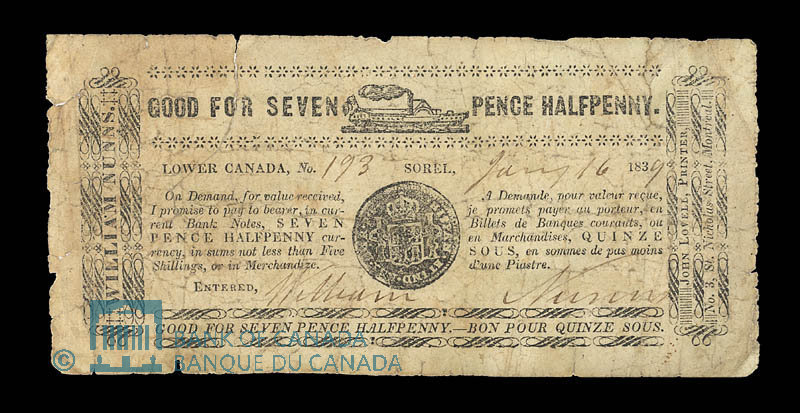 GOOD FOR SEVEN PENCE HALFPENNY.
LOWER CANADA, No. 193 SOREL, Jany 16 1839
On Demand, for value received,
I promise to pay to bearer, in cur-
rent Bank Notes, SEVEN
PENCE HALFPENNY cur-
rency, in sums not less than Five
Shillings, or in Merchandize.
A Demande, pour valeur reçue,
je promets payer au porteur, en
Billets de Banques courants, ou
en Marchandises, QUINZE
SOUS, en sommes de pas moins
d'une Piastre.
ENTERED, William Nunns
GOOD FOR SEVEN PENCE HALFPENNY.—BON POUR QUINZE SOUS.
WILLIAM NUNNS.
JOHN LOVELL, PRINTER,
No. 3, St. Nicholas Street, Montreal.
© BANK OF CANADA
BANQUE DU CANADA